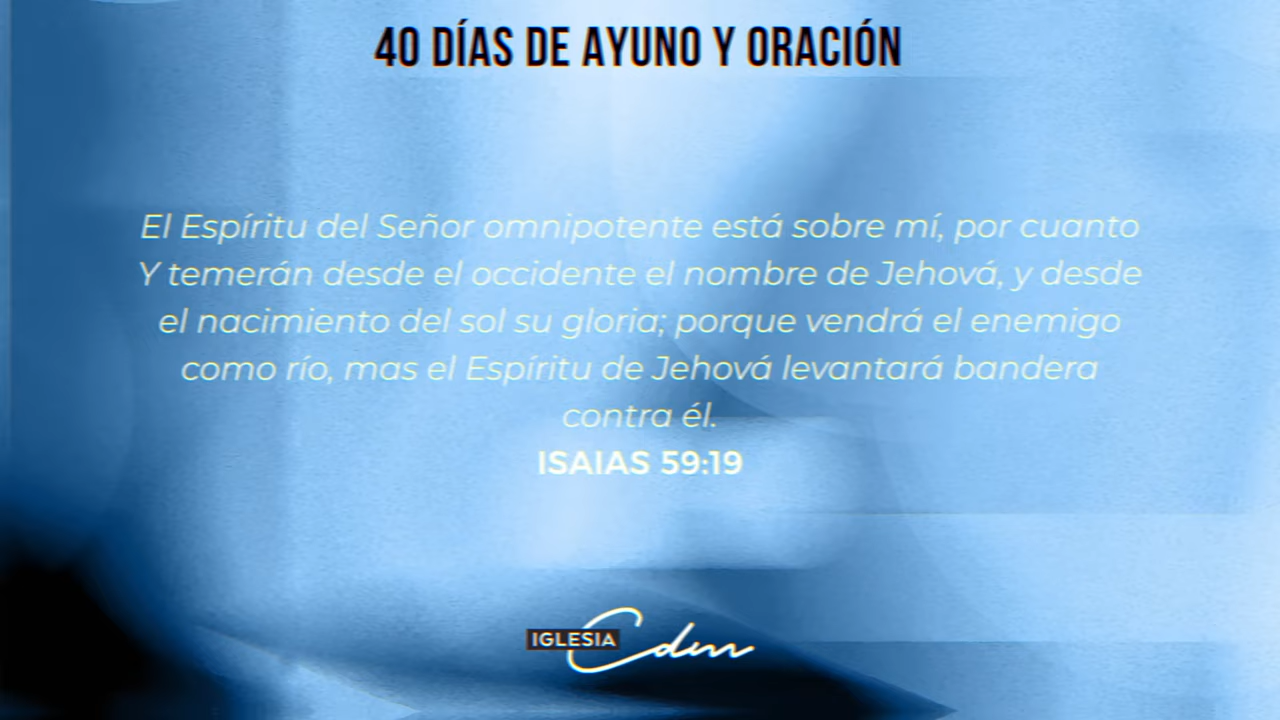 40 DÍAS DE AYUNO Y ORACIÓN
El Espíritu del Señor omnipotente está sobre mí, por cuanto
Y temerán desde el occidente el nombre de Jehová, y desde
el nacimiento del sol su gloria; porque vendrá el enemigo
como río, mas el Espíritu de Jehová levantará bandera
contra él.
ISAIAS 59:19
IGLESIA Cdm